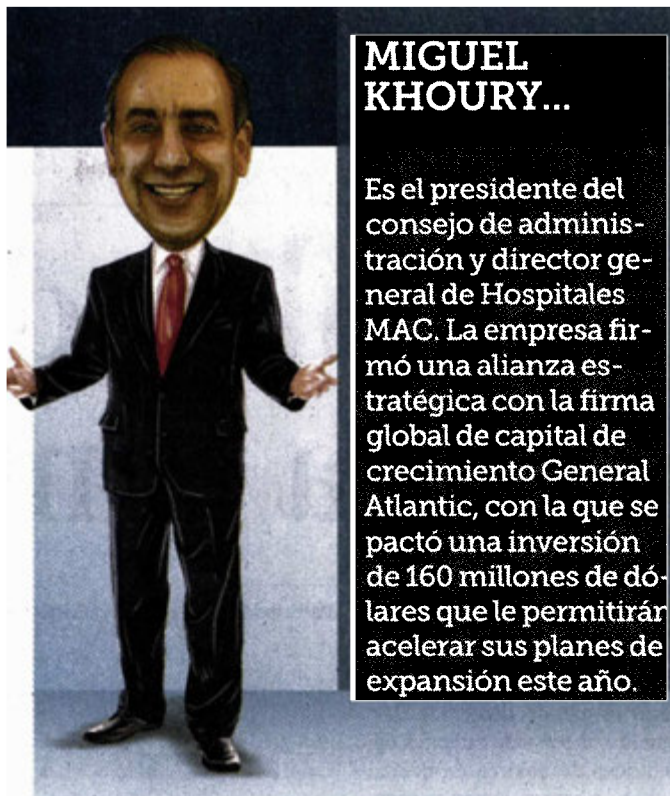 MIGUEL
KHOURY...
Es el presidente del
consejo de adminis-
tración y director ge-
neral de Hospitales
MAC. La empresa fir-
mó una alianza es-
tratégica con la firma
global de capital de
crecimiento General
Atlantic, con la que se
pactó una inversión
de 160 millones de dó-
lares que le permitirán
acelerar sus planes de
expansión este año.